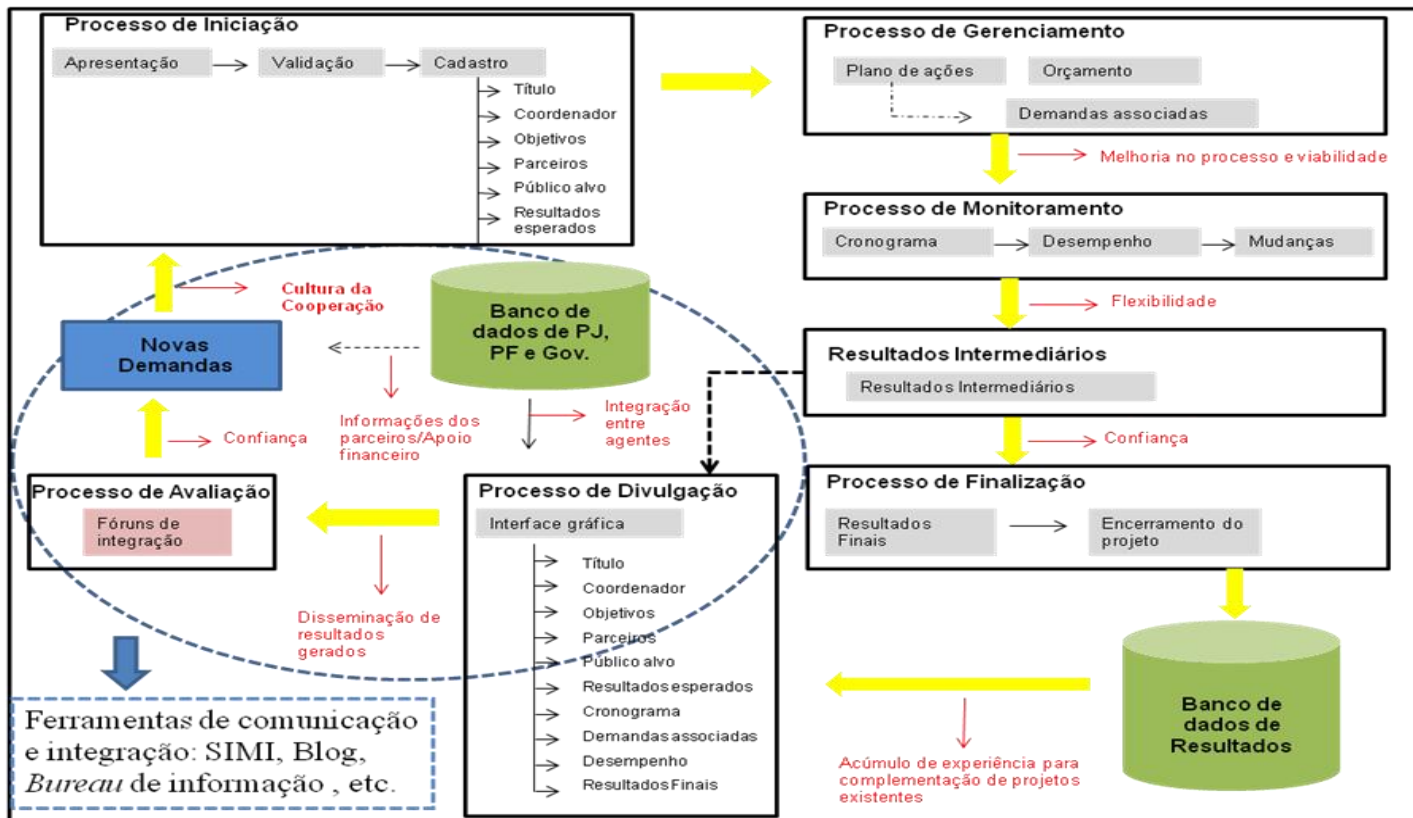 Processo de Iniciação
Apresentação
Validação
Cadastro
Título
Coordenador
Objetivos
Parceiros
Público alvo
Resultados
esperados
Processo de Gerenciamento
Plano de ações
Orçamento
Demandas associadas
Melhoria no processo e viabilidade
Processo de Monitoramento
Cronograma
Desempenho
Mudanças
Flexibilidade
Resultados Intermediários
Resultados Intermediários
Confiança
Processo de Finalização
Resultados
Finais
Encerramento do
projeto
Banco de
dados de
Resultados
Acúmulo de experiência para
complementação de projetos
existentes
Cultura da
Cooperação
Banco de
dados de PJ,
PF e Gov.
Novas
Demandas
Informações dos
parceiros/Apoio
financeiro
Integração
entre
agentes
Confiança
Processo de Avaliação
Fóruns de
integração
Processo de Divulgação
Interface gráfica
Título
Coordenador
Objetivos
Parceiros
Público alvo
Resultados esperados
Cronograma
Demandas associadas
Desempenho
Resultados Finais
Disseminação de
resultados
gerados
Ferramentas de comunicação
e integração: SIMI, Blog,
Bureau de informação , etc.